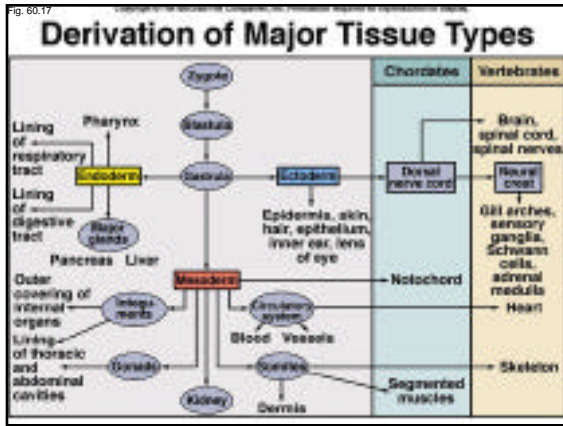 Fig. 60.17
Derivation of Major Tissue Types
Chordates
Vertebrates
Zygote
Blastula
Gastrula
Pharynx
Lining
of
respiratory
tract
Endoderm
Lining
of
digestive
tract
Major
glands
Pancreas Liver
Ectoderm
Epidermis, skin,
hair, epithelium,
inner ear, lens
of eye
Dorsal
nerve cord
Brain,
spinal cord,
spinal nerves
Neural
crest
Gill arches,
sensory
ganglia,
Schwann
cells,
adrenal
medulla
Mesoderm
Notochord
Outer
covering of
internal
organs
Integu-
ments
Circulatory
system
Heart
Blood Vessels
Lining
of thoracic
and
abdominal
cavities
Gonads
Somites
Skeleton
Segmented
muscles
Kidney
Dermis